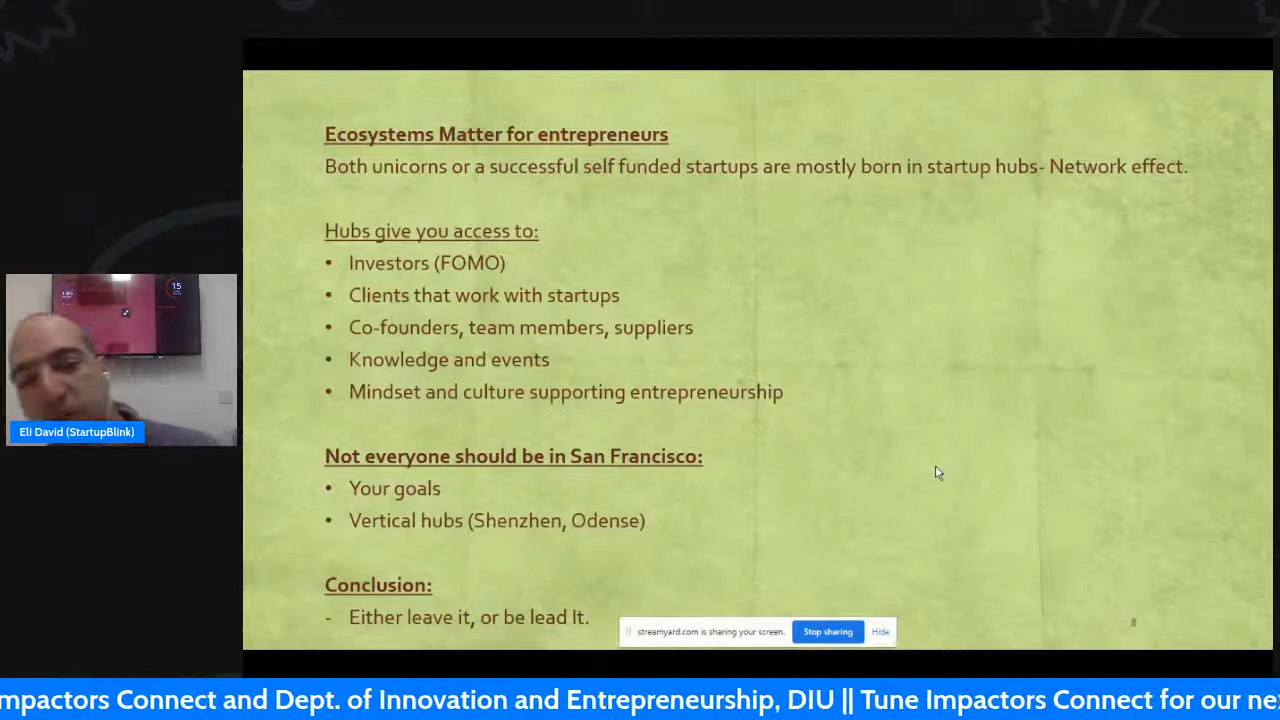 Ecosystems Matter for entrepreneurs
Both unicorns or a successful self funded startups are mostly born in startup hubs- Network effect.
Hubs give you access to:
• Investors (FOMO)
• Clients that work with startups
• Co-founders, team members, suppliers
• Knowledge and events
• Mindset and culture supporting entrepreneurship
Not everyone should be in San Francisco:
• Your goals
• Vertical hubs (Shenzhen, Odense)
Conclusion:
- Either leave it, or be lead It.
8
streamyard.com is sharing your screen. Stop sharing Hide
15
Eli David (StartupBlink)
mpactors Connect and Dept. of Innovation and Entrepreneurship, DIU || Tune Impactors Connect for our